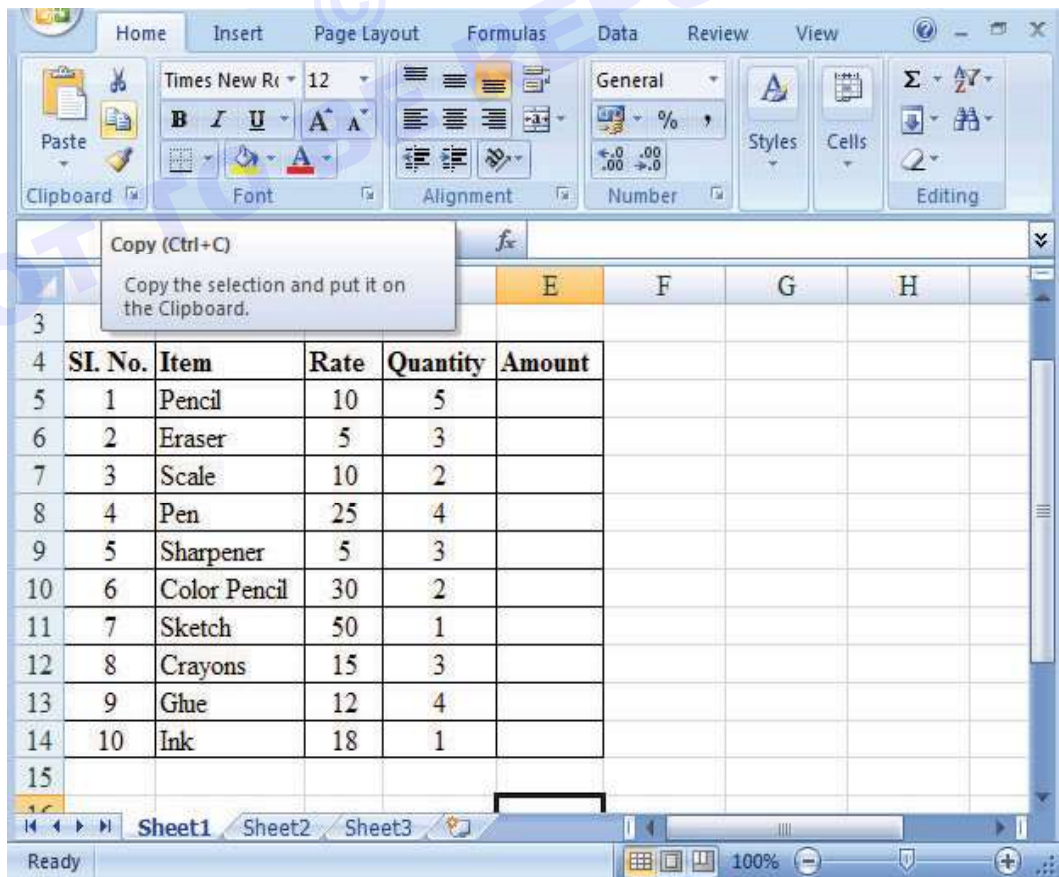 Home Insert Page Layout Formulas Data Review View
Times New Ro 12 General
Paste B I U A A % , Styles Cells Σ
Clipboard Font Alignment Number Editing
Copy (Ctrl+C) fx
Copy the selection and put it on
the Clipboard.
E F G H
3
4 SI. No. Item Rate Quantity Amount
5 1 Pencil 10 5
6 2 Eraser 5 3
7 3 Scale 10 2
8 4 Pen 25 4
9 5 Sharpener 5 3
10 6 Color Pencil 30 2
11 7 Sketch 50 1
12 8 Crayons 15 3
13 9 Glue 12 4
14 10 Ink 18 1
15
16
Sheet1 Sheet2 Sheet3
Ready 100%